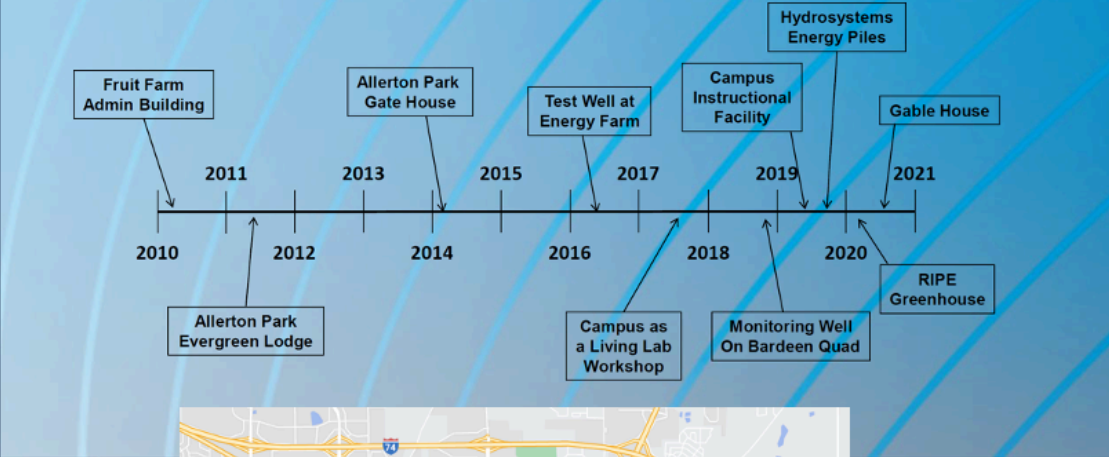 Hydrosystems
Energy Piles
Fruit Farm
Admin Building
Allerton Park
Gate House
Test Well at
Energy Farm
Campus
Instructional
Facility
Gable House
2011
2013
2015
2017
2019
2021
2010
2012
2014
2016
2018
2020
RIPE
Greenhouse
Allerton Park
Evergreen Lodge
Campus as
a Living Lab
Workshop
Monitoring Well
On Bardeen Quad
74